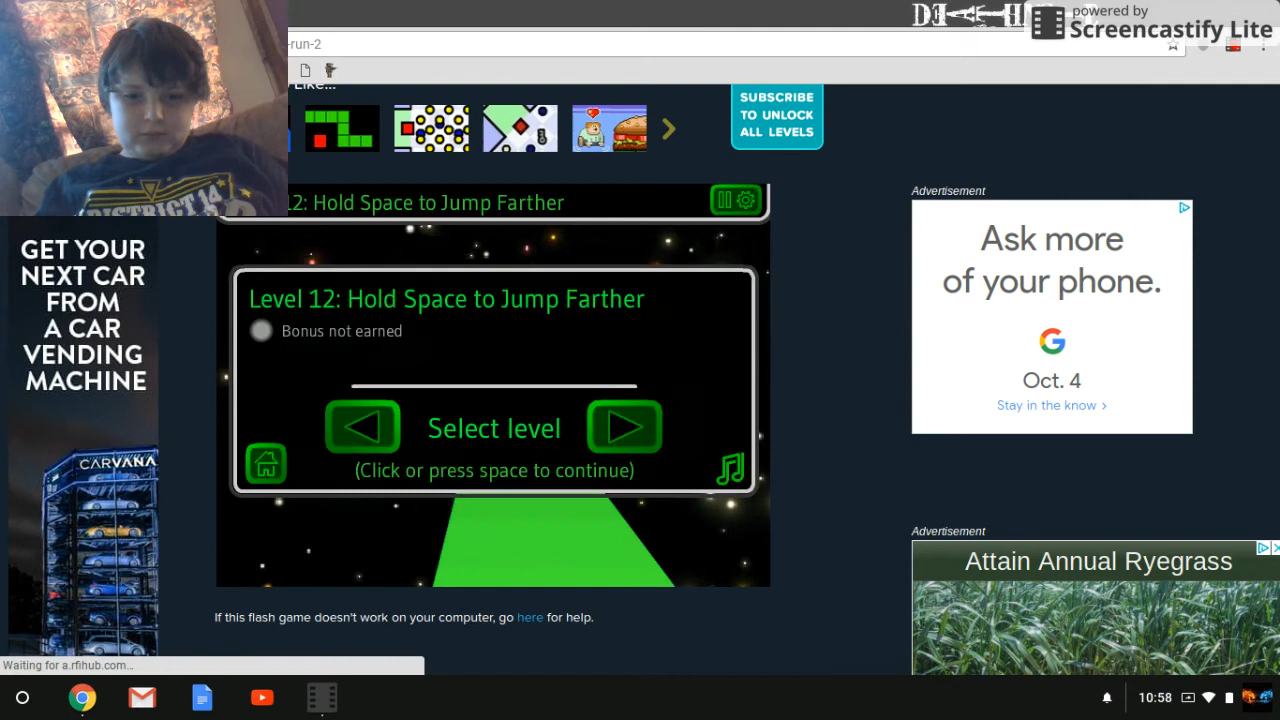 powered by
Screencastify Lite
-run-2
Like...
SUBSCRIBE
TO UNLOCK
ALL LEVELS
12: Hold Space to Jump Farther
Level 12: Hold Space to Jump Farther
Bonus not earned
Select level
(Click or press space to continue)
If this flash game doesn't work on your computer, go here for help.
DISTRICT 14
GET YOUR
NEXT CAR
FROM
A CAR
VENDING
MACHINE
CARVANA
Advertisement
Ask more
of your phone.
Oct. 4
Stay in the know >
Advertisement
Attain Annual Ryegrass
Waiting for a.rfihub.com...
10:58